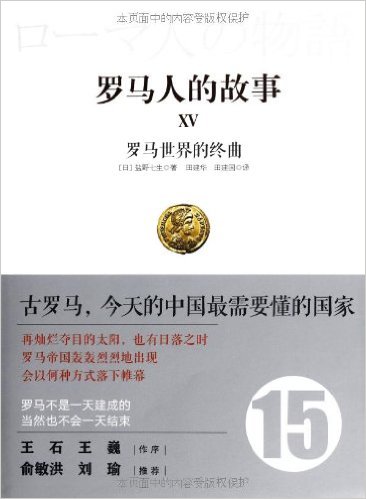 本页面中的内容受版权保护
ローマ人の物語
罗马人的故事
XV
罗马世界的终曲
[日]盐野七生◎著 田建华 田建国◎译
古罗马，今天的中国最需要懂的国家
再灿烂夺目的太阳，也有日落之时
罗马帝国轰轰烈烈地出现
会以何种方式落下帷幕
罗马不是一天建成的
当然也不会一天结束
15
王 石 王 巍 |作序|
俞敏洪 刘 瑜 |推荐|
本页面中的内容受版权保护